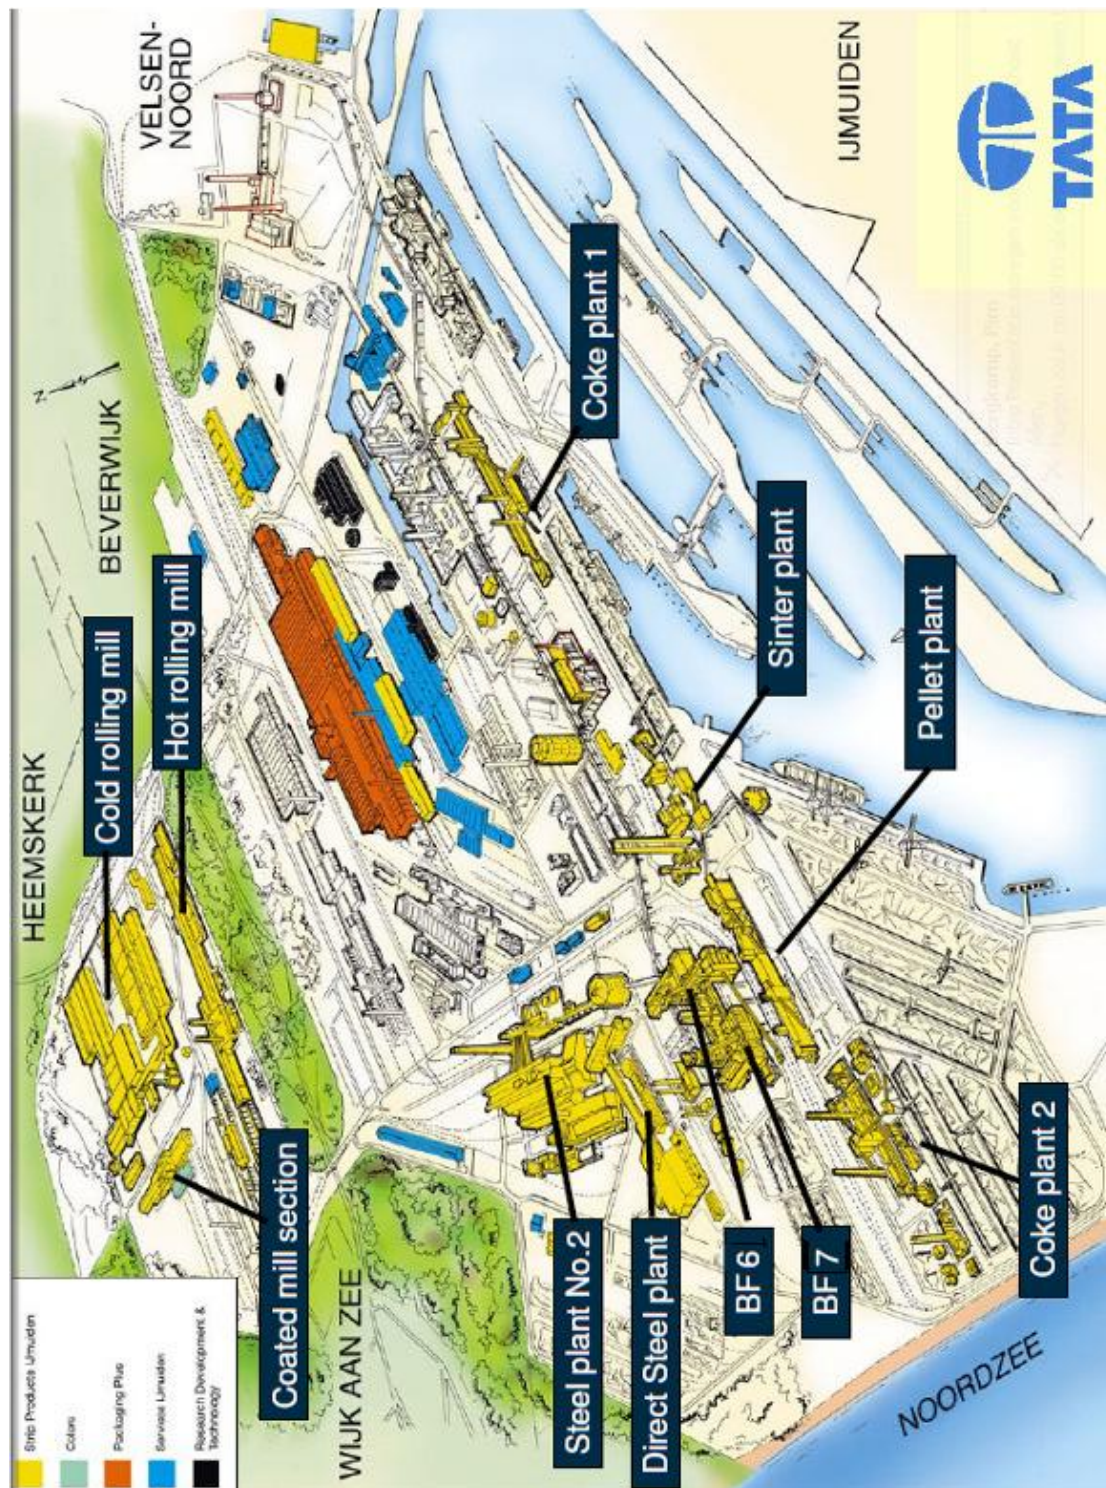 Strip Products IJmuiden
Colors
Packaging Plus
Services IJmuiden
Research Development &
Technology
HEEMSKERK
BEVERWIJK
VELSEN-
NOORD
N
Cold rolling mill
Hot rolling mill
Coated mill section
WIJK AAN ZEE
Steel plant No.2
Direct Steel plant
BF 6
BF 7
Coke plant 2
Pellet plant
Sinter plant
Coke plant 1
NOORDZEE
IJMUIDEN
TATA